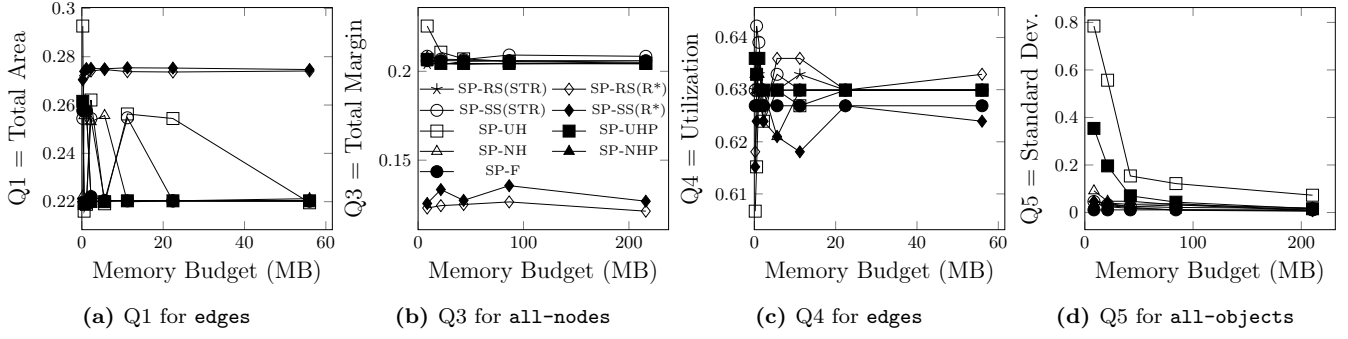 0.3
0.28
0.26
0.24
0.22
0
20
40
60
Q1 = Total Area
Memory Budget (MB)
(a) Q1 for edges
0.2
0.15
0
100
200
Q3 = Total Margin
Memory Budget (MB)
SP-RS(STR) SP-RS(R*)
SP-SS(STR) SP-SS(R*)
SP-UH SP-UHP
SP-NH SP-NHP
SP-F
(b) Q3 for all-nodes
0.64
0.63
0.62
0.61
0
20
40
60
Q4 = Utilization
Memory Budget (MB)
(c) Q4 for edges
0.8
0.6
0.4
0.2
0
0
100
200
Q5 = Standard Dev.
Memory Budget (MB)
(d) Q5 for all-objects